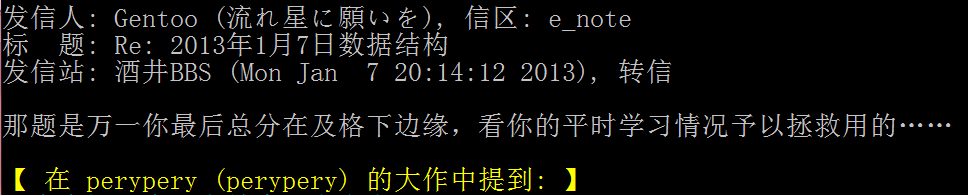 发信人: Gentoo (流れ星に願いを), 信区: e_note
标　题: Re: 2013年1月7日数据结构
发信站: 酒井BBS (Mon Jan  7 20:14:12 2013), 转信
那题是万一你最后总分在及格下边缘，看你的平时学习情况予以拯救用的……
【 在 perypery (perypery) 的大作中提到: 】